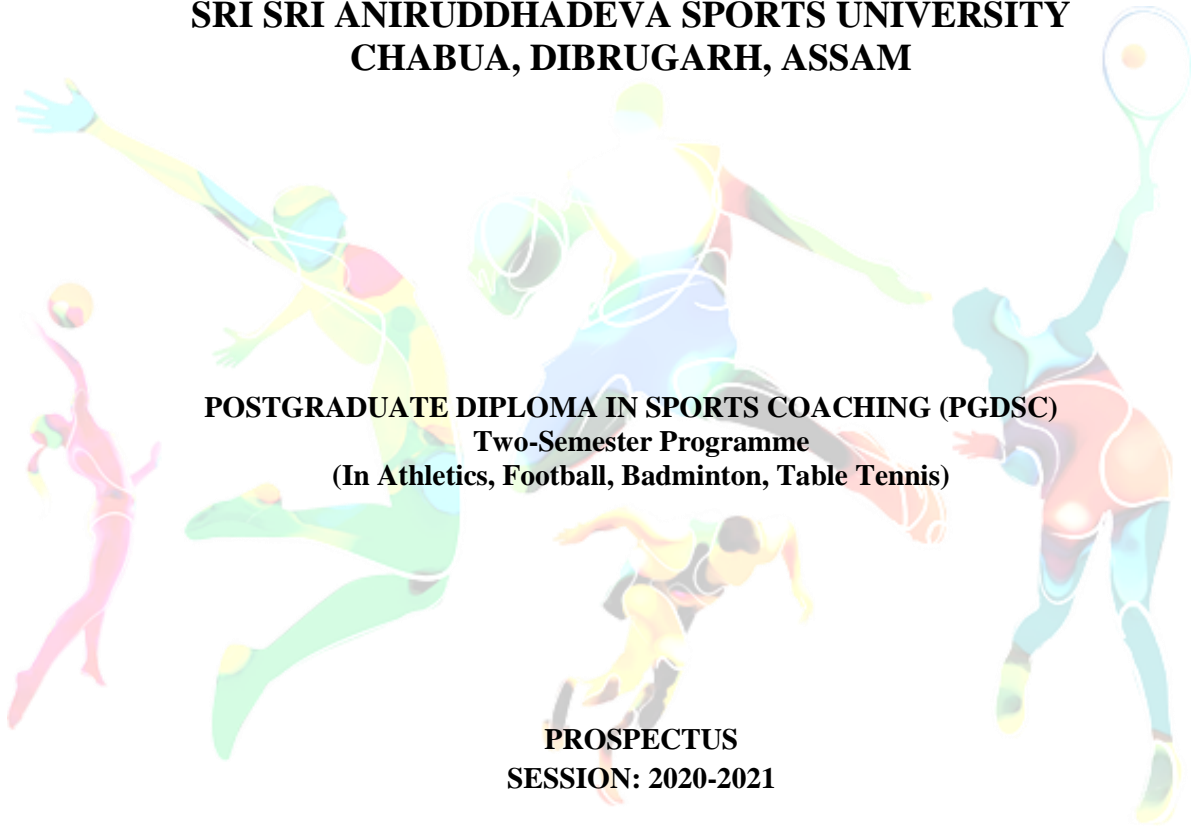 SRI SRI ANIRUDDHADEVA SPORTS UNIVERSITY
CHABUA, DIBRUGARH, ASSAM
POSTGRADUATE DIPLOMA IN SPORTS COACHING (PGDSC)
Two-Semester Programme
(In Athletics, Football, Badminton, Table Tennis)
PROSPECTUS
SESSION: 2020-2021